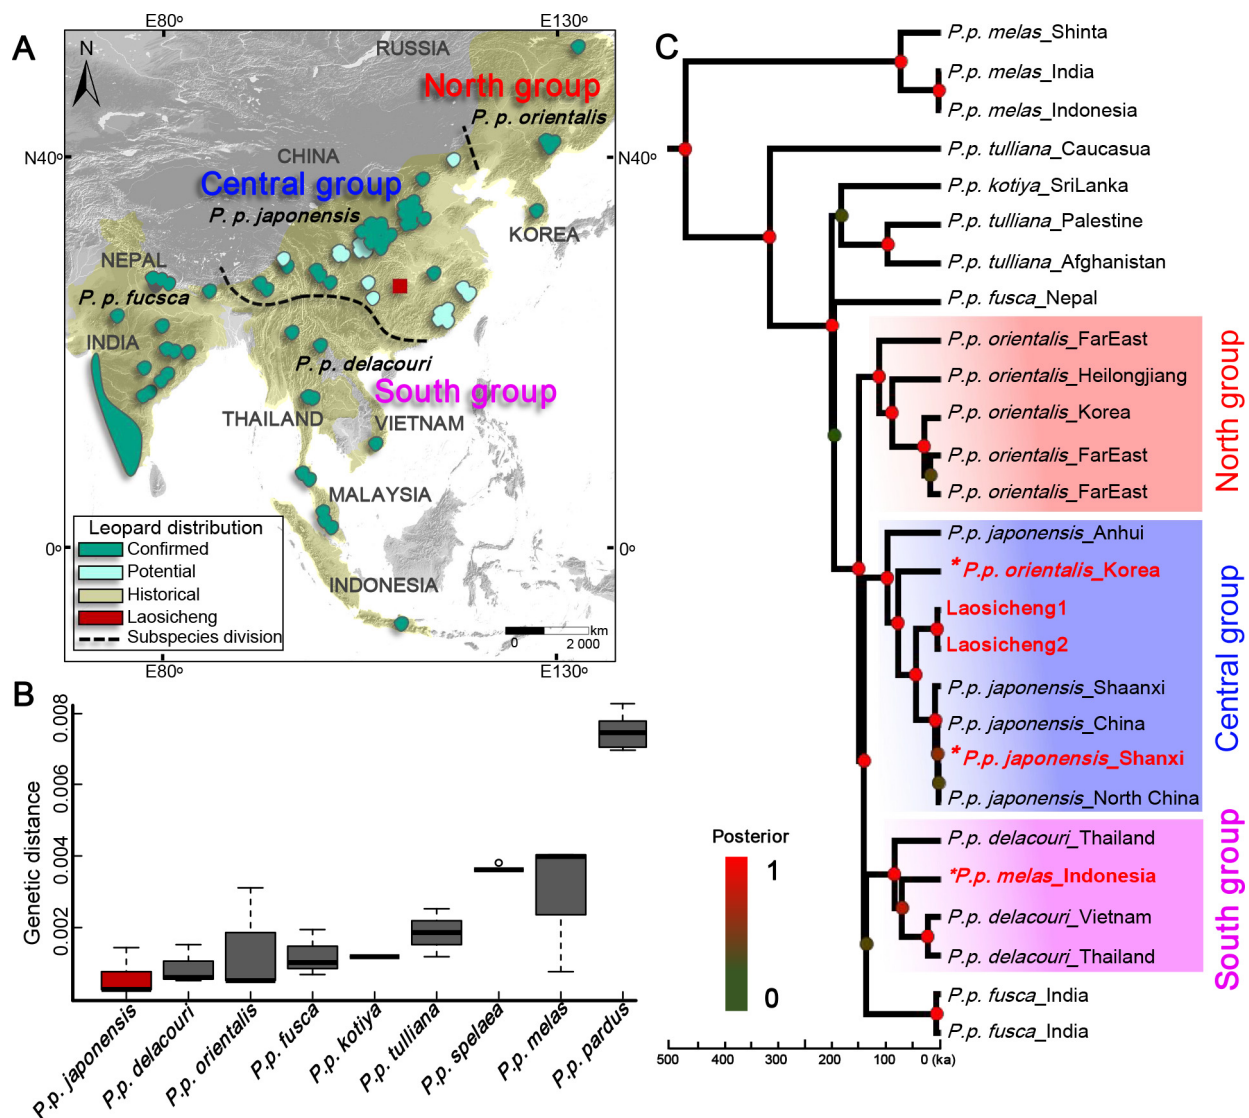 A
E80°
E130°
N
RUSSIA
North group
P. p. orientalis
N40°
N40°
CHINA
Central group
P. p. japonensis
KOREA
NEPAL
P. p. fucsca
INDIA
P. p. delacouri
South group
THAILAND
VIETNAM
MALAYSIA
INDONESIA
0°
0°
Leopard distribution
Confirmed
Potential
Historical
Laosicheng
Subspecies division
km
0 2 000
E80°
E130°
B
Genetic distance
0.008
0.006
0.004
0.002
P.p. japonensis
P.p. delacouri
P.p. orientalis
P.p. fusca
P.p. kotiya
P.p. tulliana
P.p. spelaea
P.p. melas
P.p. pardus
C
P.p. melas_Shinta
P.p. melas_India
P.p. melas_Indonesia
P.p. tulliana_Caucasua
P.p. kotiya_SriLanka
P.p. tulliana_Palestine
P.p. tulliana_Afghanistan
P.p. fusca_Nepal
P.p. orientalis_FarEast
P.p. orientalis_Heilongjiang
P.p. orientalis_Korea
P.p. orientalis_FarEast
P.p. orientalis_FarEast
North group
P.p. japonensis_Anhui
*P.p. orientalis_Korea
Laosicheng1
Laosicheng2
P.p. japonensis_Shaanxi
P.p. japonensis_China
*P.p. japonensis_Shanxi
P.p. japonensis_North China
Central group
P.p. delacouri_Thailand
*P.p. melas_Indonesia
P.p. delacouri_Vietnam
P.p. delacouri_Thailand
South group
P.p. fusca_India
P.p. fusca_India
Posterior
1
0
500 400 300 200 100 0 (ka)